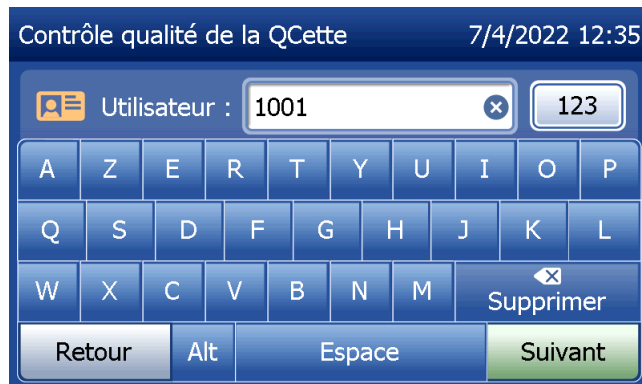 Contrôle qualité de la QCette 7/4/2022 12:35
Utilisateur : 1001 123
A Z E R T Y U I O P
Q S D F G H J K L
W X C V B N M Supprimer
Retour Alt Espace Suivant